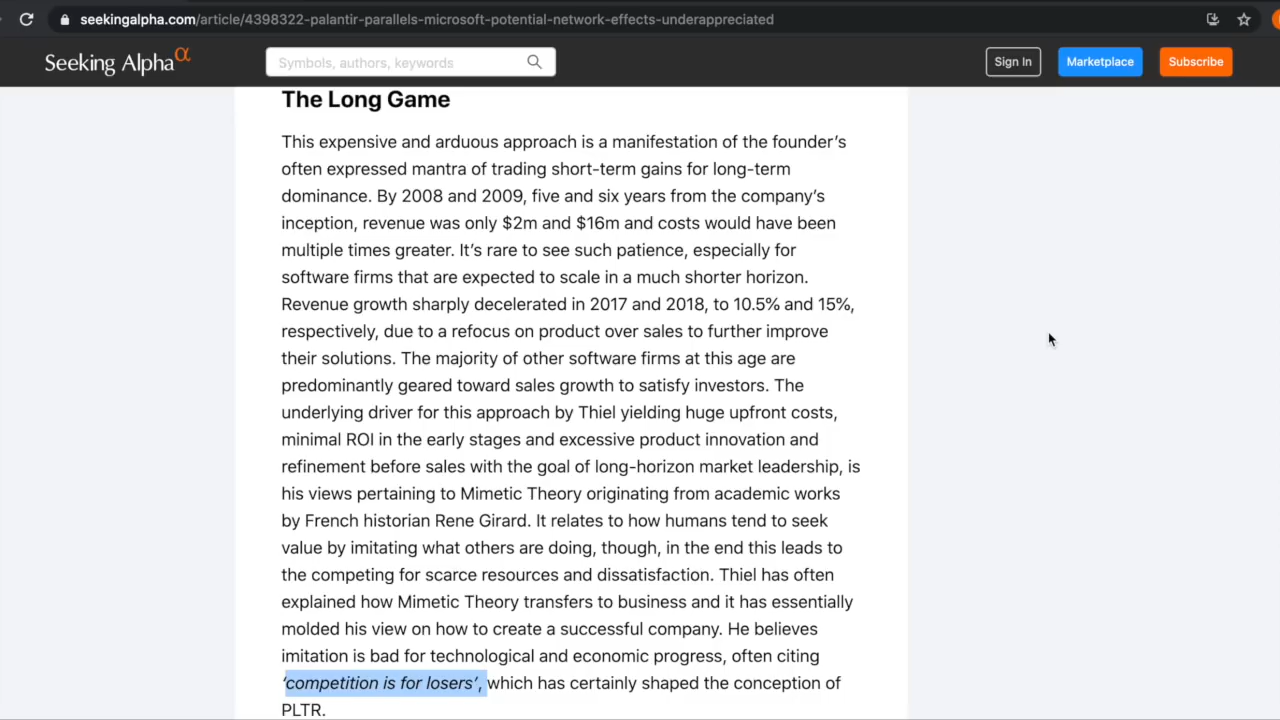 seekingalpha.com/article/4398322-palantir-parallels-microsoft-potential-network-effects-underappreciated
Seeking Alpha α
Symbols, authors, keywords
Sign In
Marketplace
Subscribe
The Long Game
This expensive and arduous approach is a manifestation of the founder’s
often expressed mantra of trading short-term gains for long-term
dominance. By 2008 and 2009, five and six years from the company’s
inception, revenue was only $2m and $16m and costs would have been
multiple times greater. It’s rare to see such patience, especially for
software firms that are expected to scale in a much shorter horizon.
Revenue growth sharply decelerated in 2017 and 2018, to 10.5% and 15%,
respectively, due to a refocus on product over sales to further improve
their solutions. The majority of other software firms at this age are
predominantly geared toward sales growth to satisfy investors. The
underlying driver for this approach by Thiel yielding huge upfront costs,
minimal ROI in the early stages and excessive product innovation and
refinement before sales with the goal of long-horizon market leadership, is
his views pertaining to Mimetic Theory originating from academic works
by French historian Rene Girard. It relates to how humans tend to seek
value by imitating what others are doing, though, in the end this leads to
the competing for scarce resources and dissatisfaction. Thiel has often
explained how Mimetic Theory transfers to business and it has essentially
molded his view on how to create a successful company. He believes
imitation is bad for technological and economic progress, often citing
‘competition is for losers’, which has certainly shaped the conception of
PLTR.